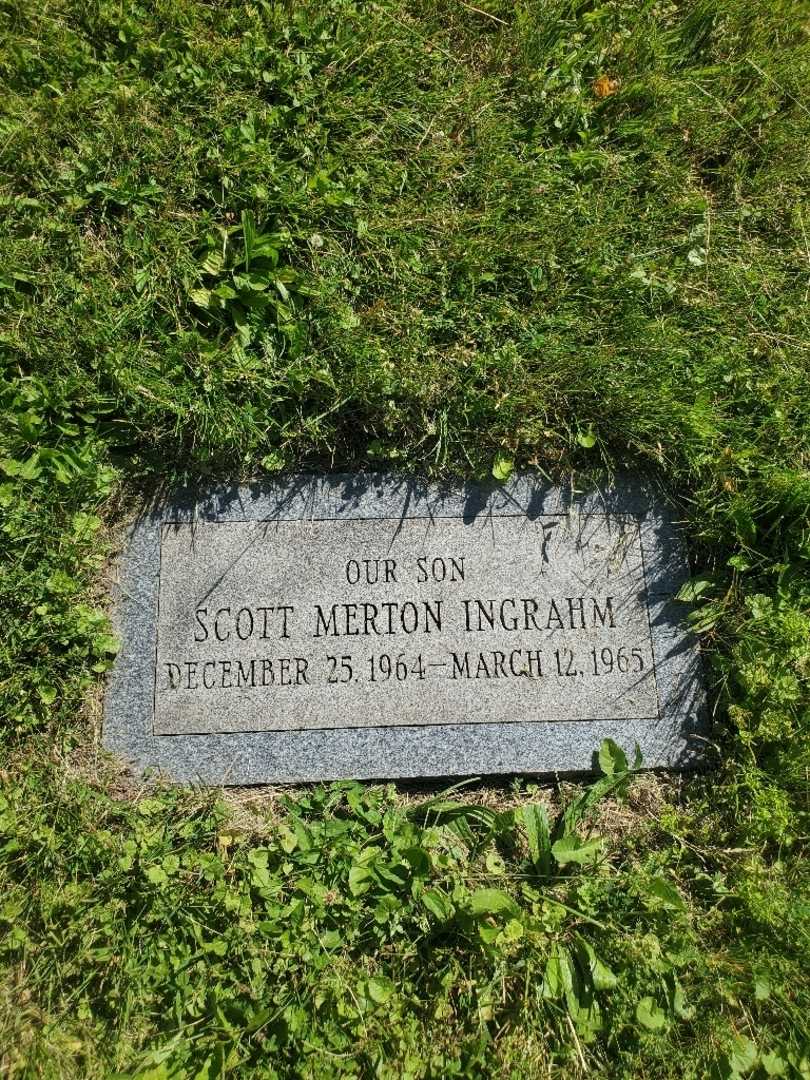 OUR SON
SCOTT MERTON INGRAHM
DECEMBER 25, 1964—MARCH 12, 1965